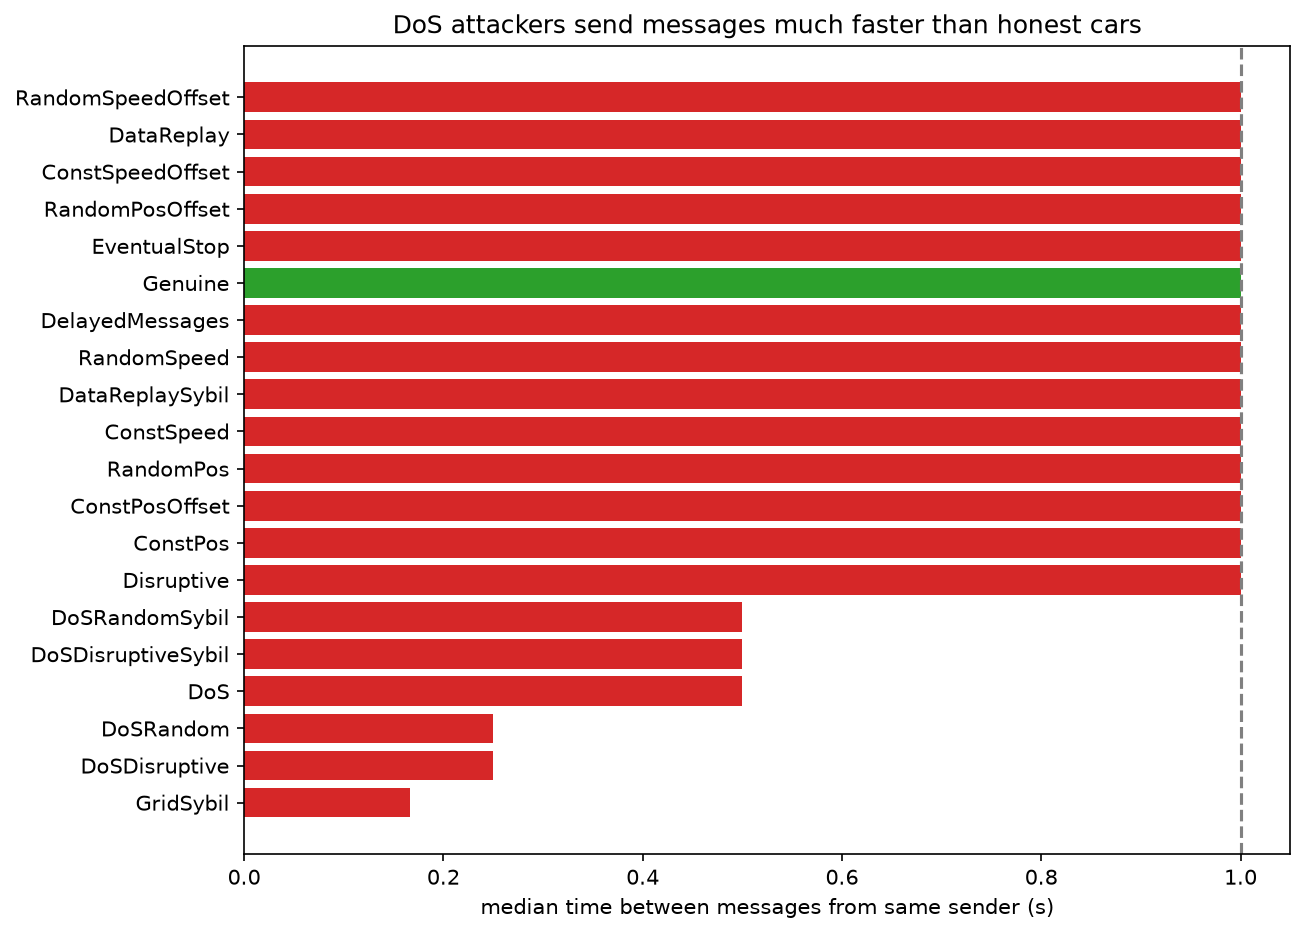 DoS attackers send messages much faster than honest cars
RandomSpeedOffset
DataReplay
ConstSpeedOffset
RandomPosOffset
EventualStop
Genuine
DelayedMessages
RandomSpeed
DataReplaySybil
ConstSpeed
RandomPos
ConstPosOffset
ConstPos
Disruptive
DoSRandomSybil
DoSDisruptiveSybil
DoS
DoSRandom
DoSDisruptive
GridSybil
0.0 0.2 0.4 0.6 0.8 1.0
median time between messages from same sender (s)